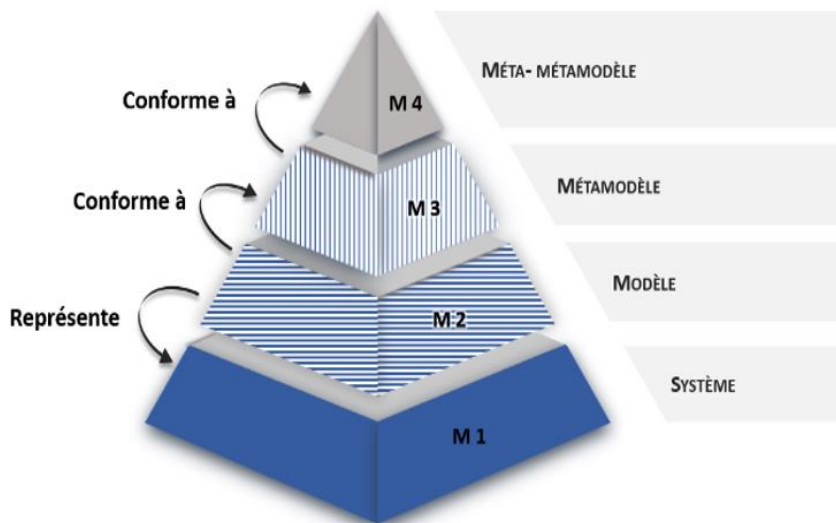 MÉTA- MÉTAMODÈLE
Conforme à
M 4
MÉTAMODÈLE
Conforme à
M 3
MODÈLE
Représente
M 2
SYSTÈME
M 1